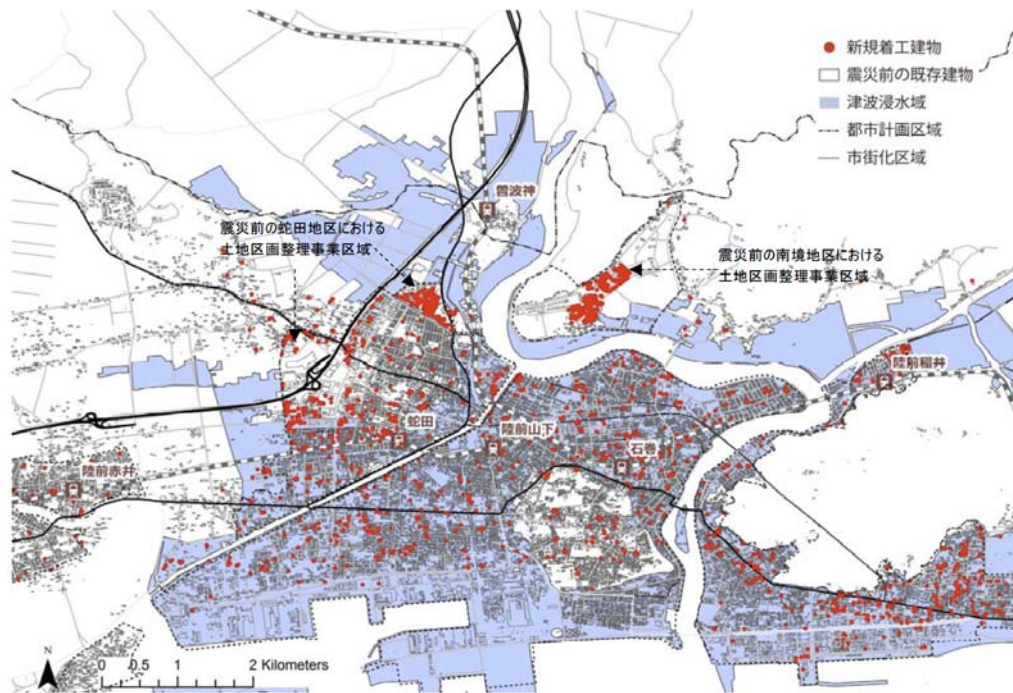 新規着工建物
震災前の既存建物
津波浸水域
都市計画区域
市街化区域
曽波神
震災前の蛇田地区における
土地区画整理事業区域
震災前の南境地区における
土地区画整理事業区域
陸前稲井
蛇田
陸前山下
石巻
陸前赤井
N
0 0.5 1 2 Kilometers